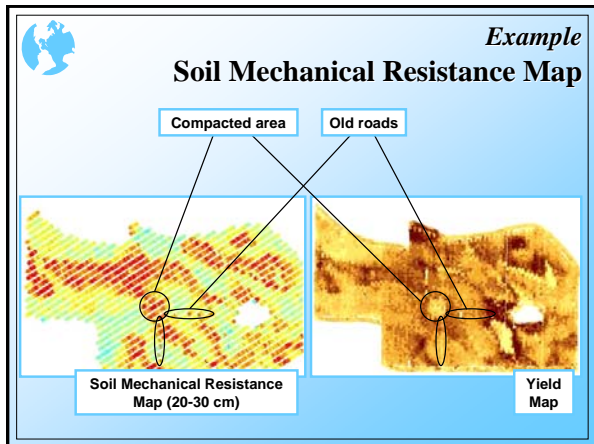 Example
Soil Mechanical Resistance Map
Compacted area
Old roads
Soil Mechanical Resistance
Map (20-30 cm)
Yield
Map